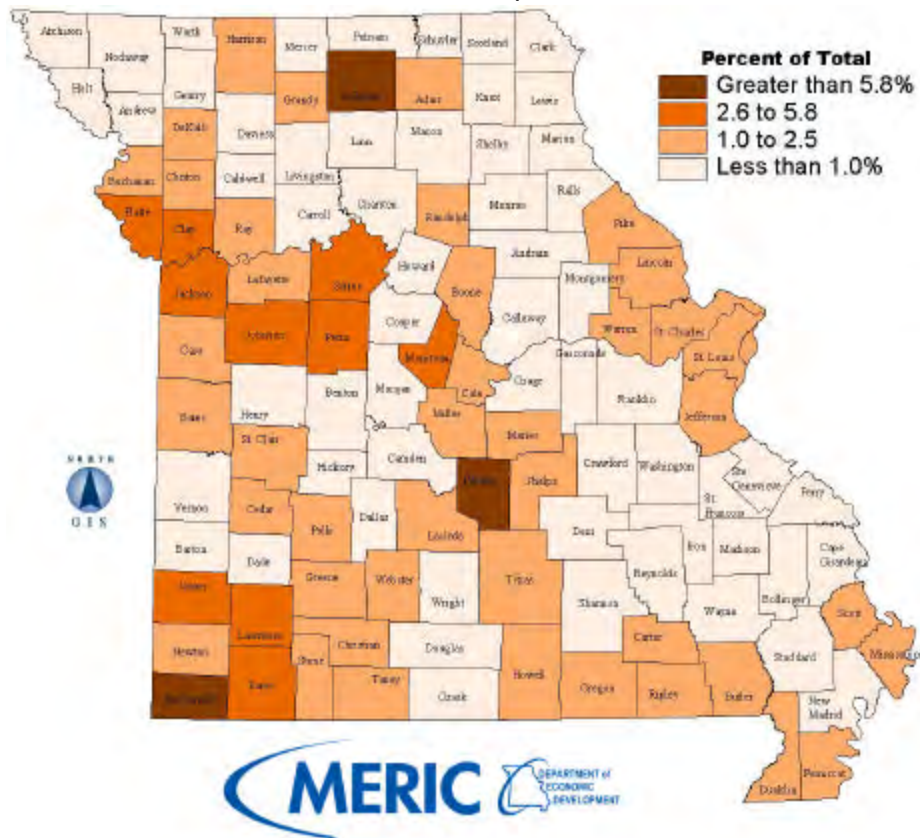 Percent of Total
Greater than 5.8%
2.6 to 5.8
1.0 to 2.5
Less than 1.0%
Atchison
Nodaway
Worth
Harrison
Mercer
Putnam
Schuyler
Scotland
Clark
Holt
Andrew
Gentry
Grundy
Adair
Knox
Lewis
DeKalb
Daviess
Linn
Macon
Shelby
Marion
Buchanan
Clinton
Caldwell
Livingston
Chariton
Randolph
Monroe
Ralls
Platte
Clay
Ray
Carroll
Pike
Audrain
Howard
Boone
Montgomery
Lincoln
Jackson
Lafayette
Saline
Cooper
Callaway
Warren
St. Charles
St. Louis
Cass
Johnson
Pettis
Moniteau
Cole
Osage
Gasconade
Franklin
Jefferson
Bates
Henry
Benton
Morgan
Miller
Maries
St. Clair
Hickory
Camden
Phelps
Crawford
Washington
Ste. Genevieve
St. Francois
Perry
NORTH
GIS
Vernon
Cedar
Polk
Dallas
Laclede
Dent
Iron
Madison
Cape Girardeau
Barton
Dade
Greene
Webster
Wright
Texas
Shannon
Reynolds
Wayne
Bollinger
Jasper
Lawrence
Newton
Christian
Douglas
Howell
Carter
Scott
Mississippi
Stoddard
Stone
Taney
Ozark
Oregon
Ripley
Butler
New Madrid
Barry
Dunklin
Pemiscot
MERIC
DEPARTMENT of
ECONOMIC
DEVELOPMENT